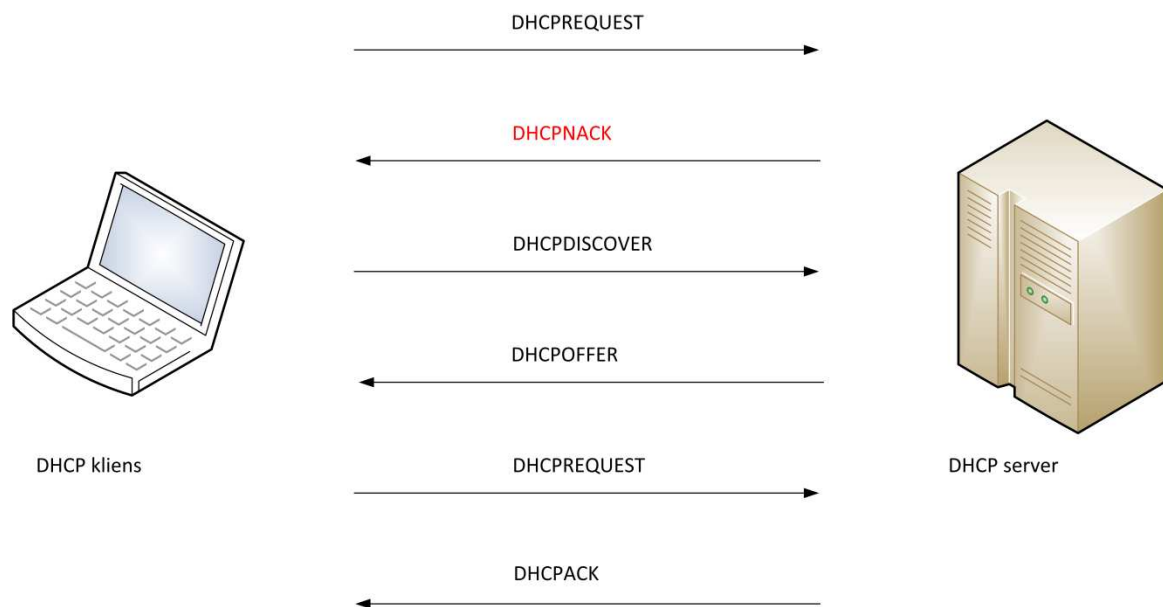 DHCPREQUEST
DHCPNACK
DHCPDISCOVER
DHCPOFFER
DHCP kliens
DHCPREQUEST
DHCP server
DHCPACK